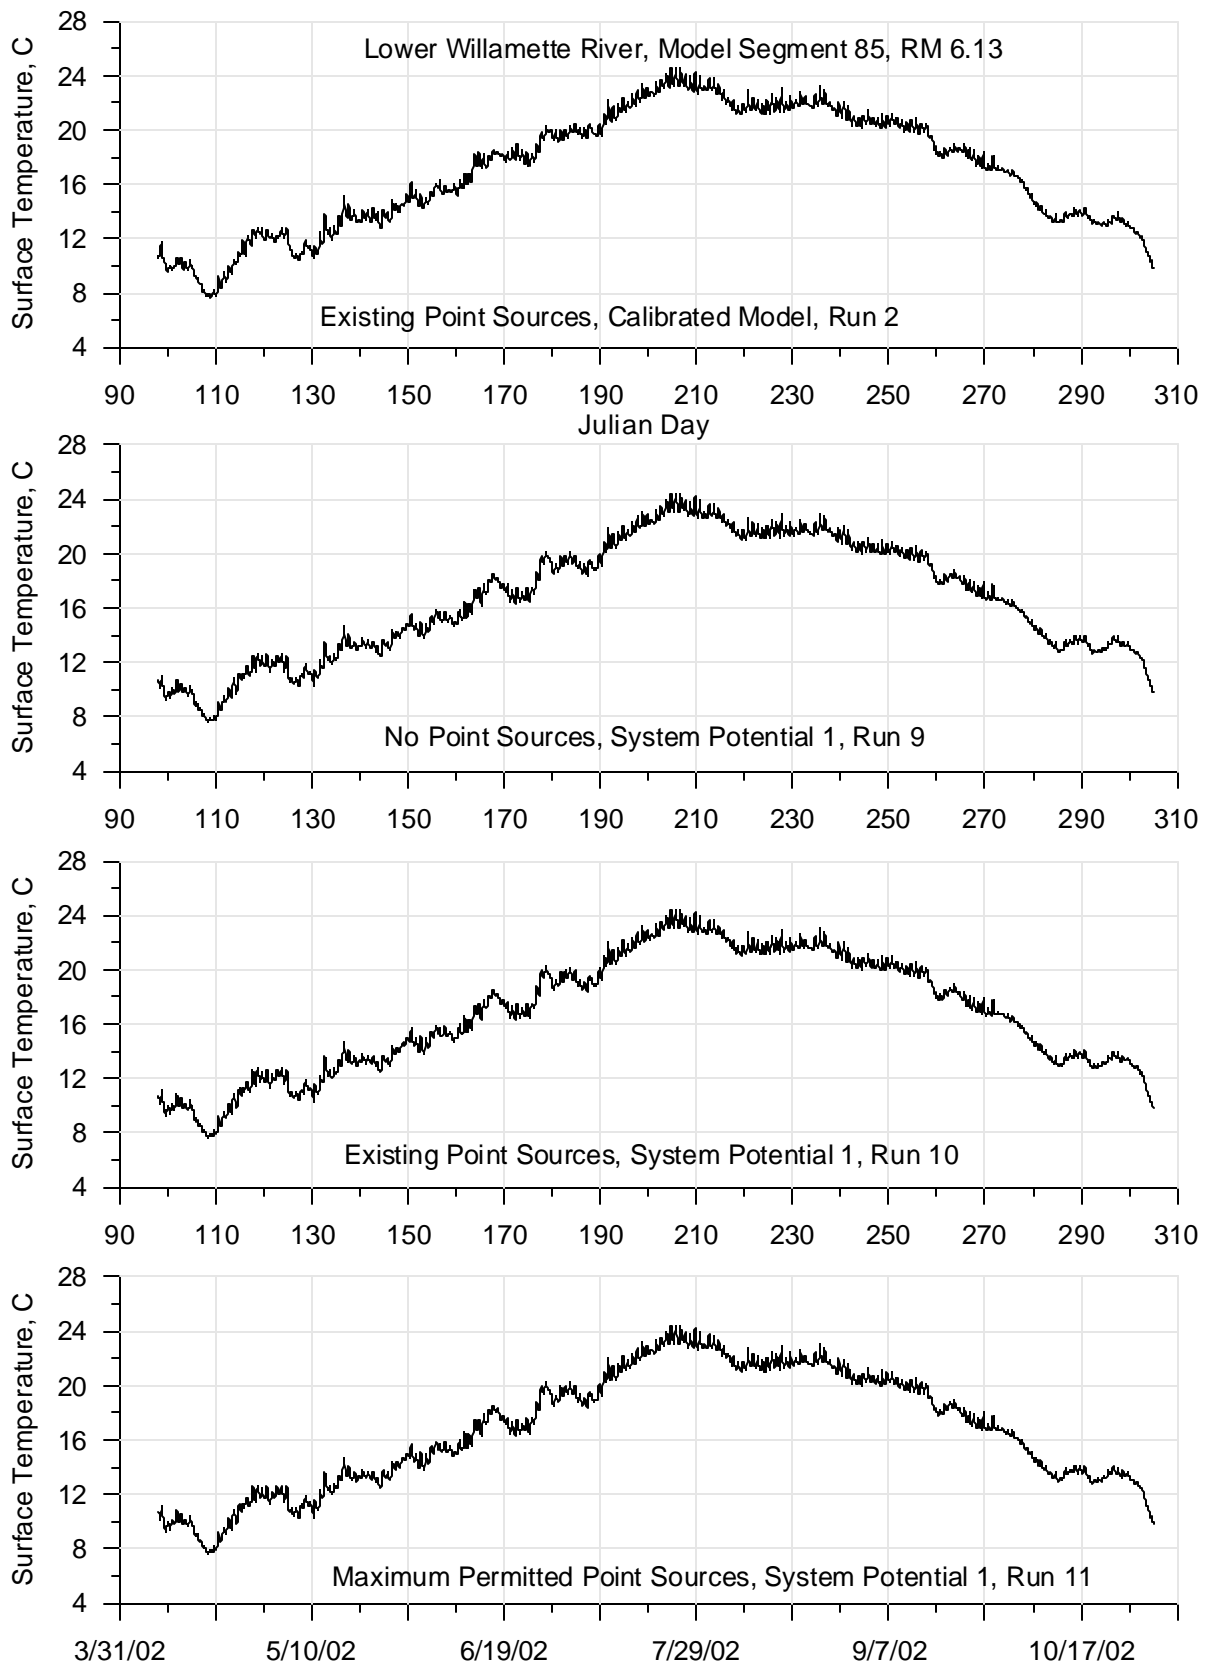 28
Lower Willamette River, Model Segment 85, RM 6.13
24
20
16
12
8
4
Surface Temperature, C
Existing Point Sources, Calibrated Model, Run 2
90 110 130 150 170 190 210 230 250 270 290 310
Julian Day
28
24
20
16
12
8
4
Surface Temperature, C
No Point Sources, System Potential 1, Run 9
90 110 130 150 170 190 210 230 250 270 290 310
28
24
20
16
12
8
4
Surface Temperature, C
Existing Point Sources, System Potential 1, Run 10
90 110 130 150 170 190 210 230 250 270 290 310
28
24
20
16
12
8
4
Surface Temperature, C
Maximum Permitted Point Sources, System Potential 1, Run 11
3/31/02 5/10/02 6/19/02 7/29/02 9/7/02 10/17/02